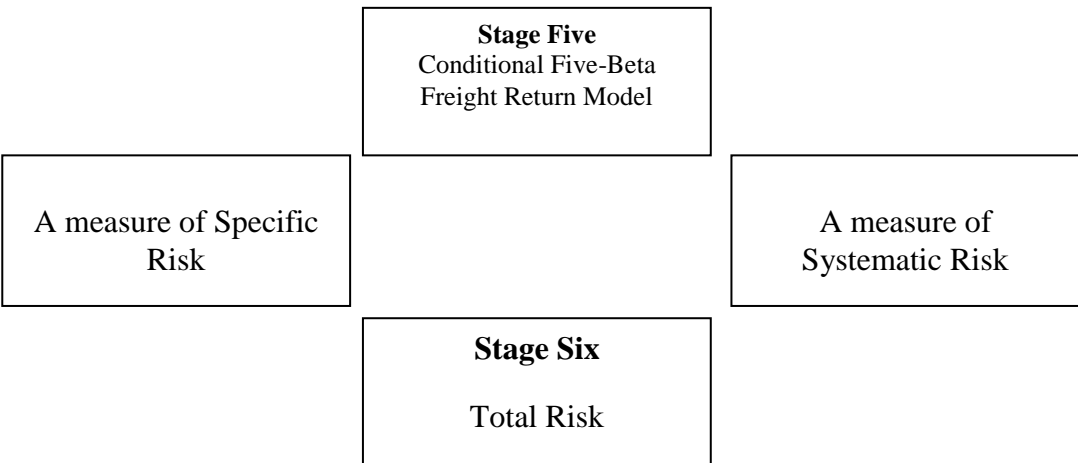 Stage Five
Conditional Five-Beta
Freight Return Model
A measure of Specific
Risk
A measure of
Systematic Risk
Stage Six
Total Risk